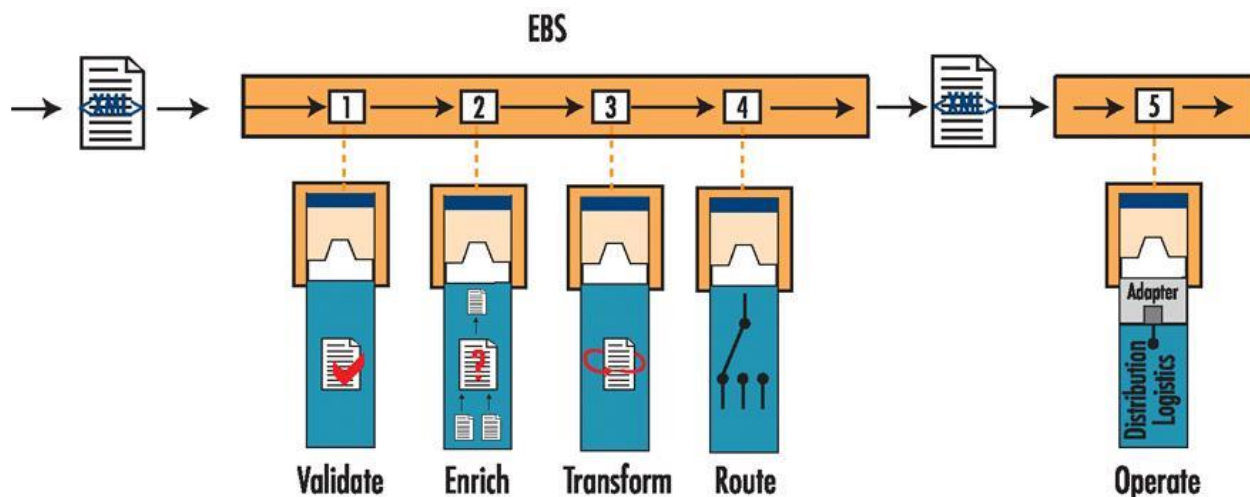 EBS
<XML>
1
2
3
4
<XML>
5
Adapter
Distribution
Logistics
?
Validate
Enrich
Transform
Route
Operate